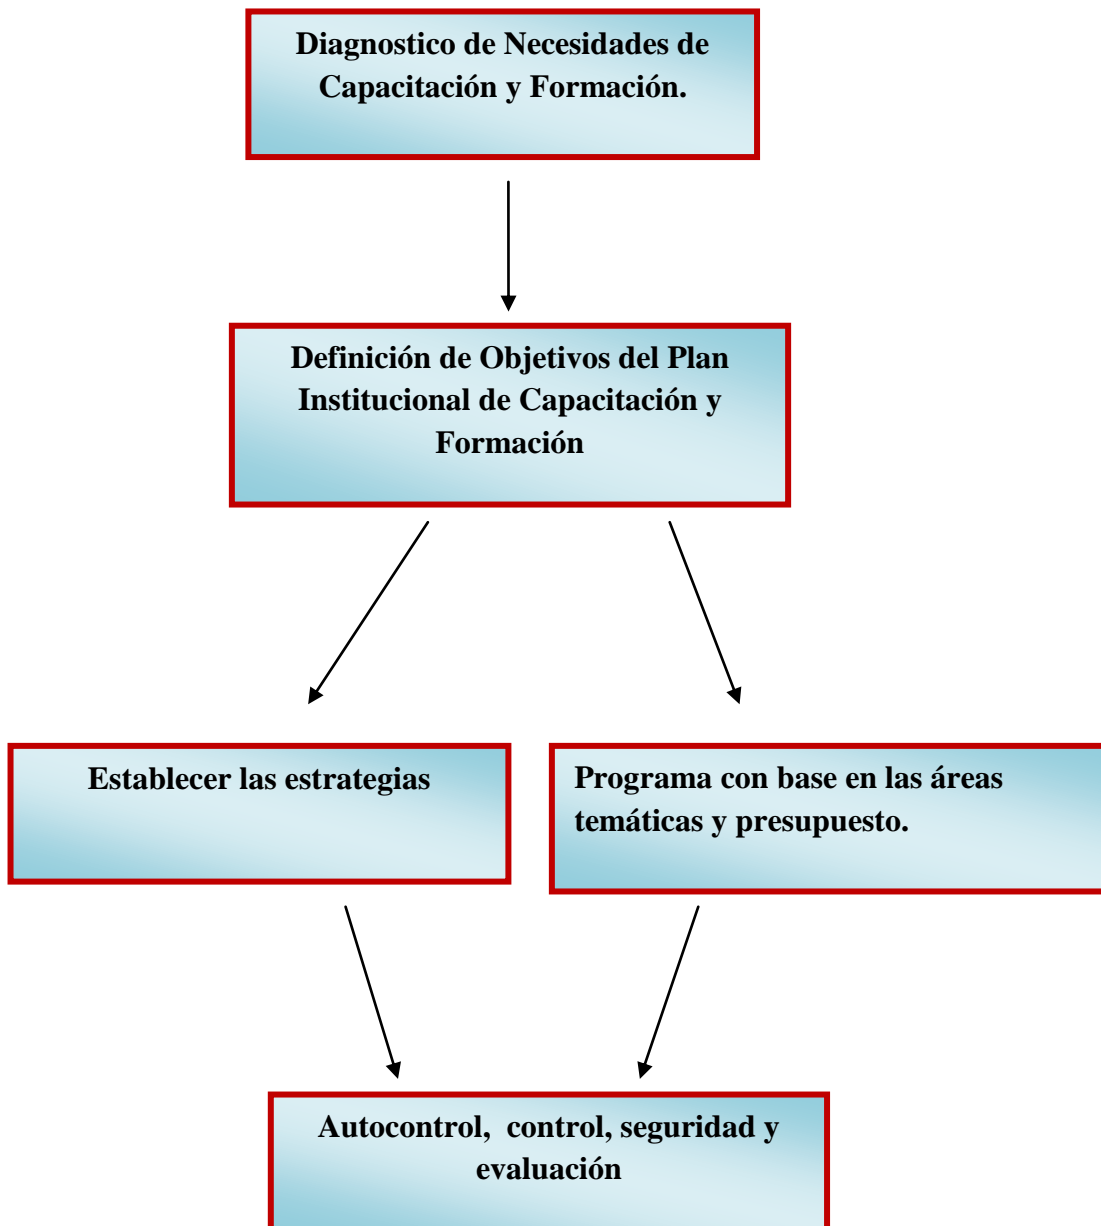 Diagnostico de Necesidades de
Capacitación y Formación.
Definición de Objetivos del Plan
Institucional de Capacitación y
Formación
Establecer las estrategias
Programa con base en las áreas
temáticas y presupuesto.
Autocontrol,  control, seguridad y
evaluación